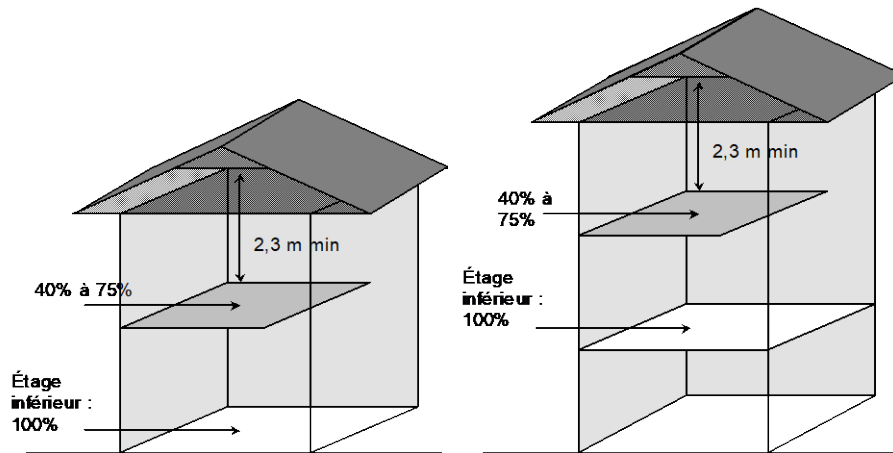 2,3 m min
40% à 75%
Étage
inférieur :
100%
2,3 m min
40% à
75%
Étage
inférieur :
100%